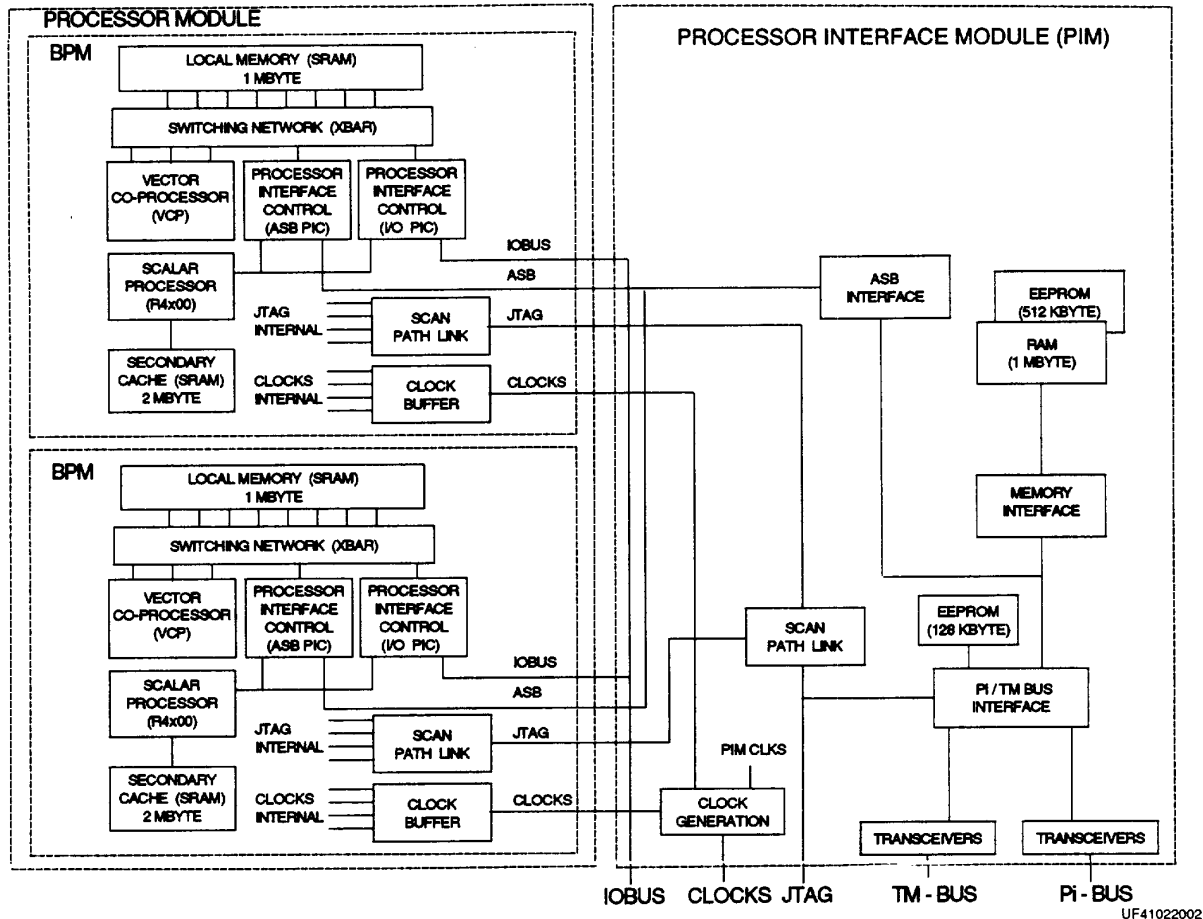 PROCESSOR MODULE
BPM
LOCAL MEMORY (SRAM)
1 MBYTE
SWITCHING NETWORK (XBAR)
VECTOR
CO-PROCESSOR
(VCP)
PROCESSOR
INTERFACE
CONTROL
(ASB PIC)
PROCESSOR
INTERFACE
CONTROL
(I/O PIC)
SCALAR
PROCESSOR
(R4x00)
SECONDARY
CACHE (SRAM)
2 MBYTE
JTAG
INTERNAL
SCAN
PATH LINK
CLOCKS
INTERNAL
CLOCK
BUFFER
IOBUS
ASB
JTAG
CLOCKS
BPM
LOCAL MEMORY (SRAM)
1 MBYTE
SWITCHING NETWORK (XBAR)
VECTOR
CO-PROCESSOR
(VCP)
PROCESSOR
INTERFACE
CONTROL
(ASB PIC)
PROCESSOR
INTERFACE
CONTROL
(I/O PIC)
SCALAR
PROCESSOR
(R4x00)
SECONDARY
CACHE (SRAM)
2 MBYTE
JTAG
INTERNAL
SCAN
PATH LINK
CLOCKS
INTERNAL
CLOCK
BUFFER
IOBUS
ASB
JTAG
CLOCKS
PROCESSOR INTERFACE MODULE (PIM)
ASB
INTERFACE
EEPROM
(512 KBYTE)
RAM
(1 MBYTE)
MEMORY
INTERFACE
EEPROM
(128 KBYTE)
SCAN
PATH LINK
PI / TM BUS
INTERFACE
PIM CLKS
CLOCK
GENERATION
TRANSCEIVERS
TRANSCEIVERS
IOBUS
CLOCKS
JTAG
TM - BUS
Pi - BUS
UF41022002